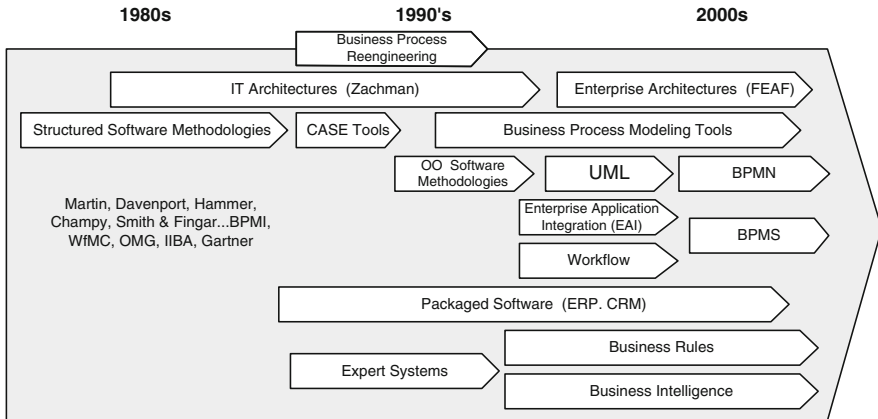 1980s 1990's 2000s
Business Process
Reengineering
IT Architectures (Zachman) Enterprise Architectures (FEAF)
Structured Software Methodologies CASE Tools Business Process Modeling Tools
OO Software
Methodologies
UML BPMN
Martin, Davenport, Hammer,
Champy, Smith & Fingar...BPMI,
WfMC, OMG, IIBA, Gartner
Enterprise Application
Integration (EAI)
BPMS
Workflow
Packaged Software (ERP. CRM)
Business Rules
Expert Systems
Business Intelligence